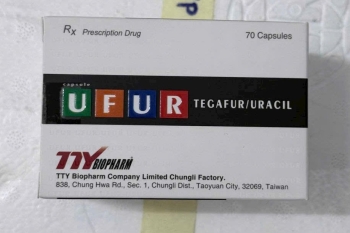 P
Rx Prescription Drug 70 Capsules
capsule
UFUR TEGAFUR/URACIL
TTY BIOPHARM
TTY Biopharm Company Limited Chungli Factory.
838, Chung Hwa Rd., Sec. 1, Chungli Dist., Taoyuan City, 32069, Taiwan